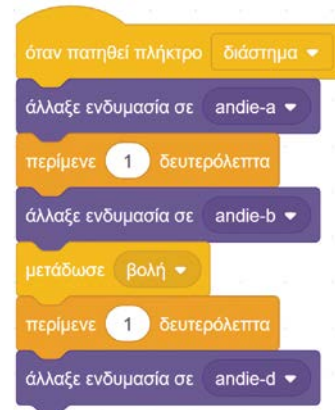 όταν πατηθεί πλήκτρο διάστημα
άλλαξε ενδυμασία σε andie-a
περίμενε 1 δευτερόλεπτα
άλλαξε ενδυμασία σε andie-b
μετάδωσε βολή
περίμενε 1 δευτερόλεπτα
άλλαξε ενδυμασία σε andie-d